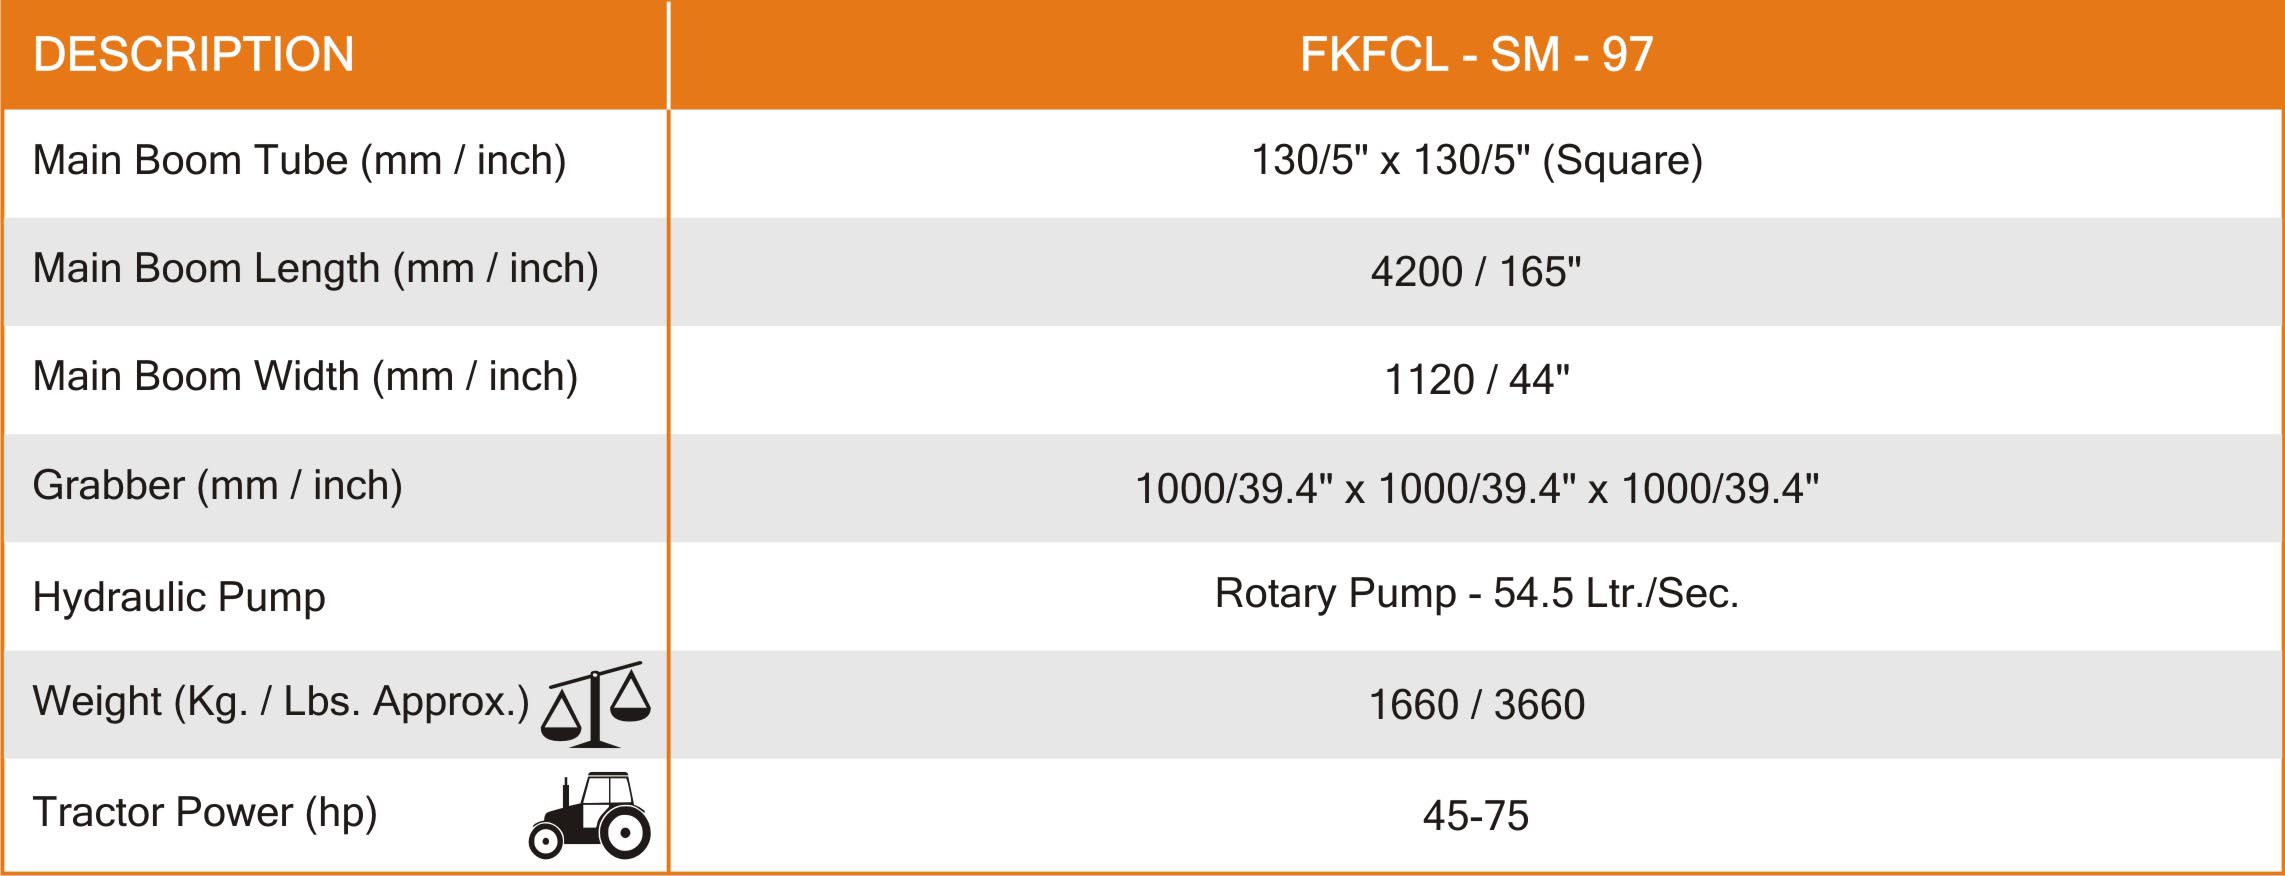 DESCRIPTION FKFCL - SM - 97
Main Boom Tube (mm / inch) 130/5" x 130/5" (Square)
Main Boom Length (mm / inch) 4200 / 165"
Main Boom Width (mm / inch) 1120 / 44"
Grabber (mm / inch) 1000/39.4" x 1000/39.4" x 1000/39.4"
Hydraulic Pump Rotary Pump - 54.5 Ltr./Sec.
Weight (Kg. / Lbs. Approx.) 1660 / 3660
Tractor Power (hp) 45-75